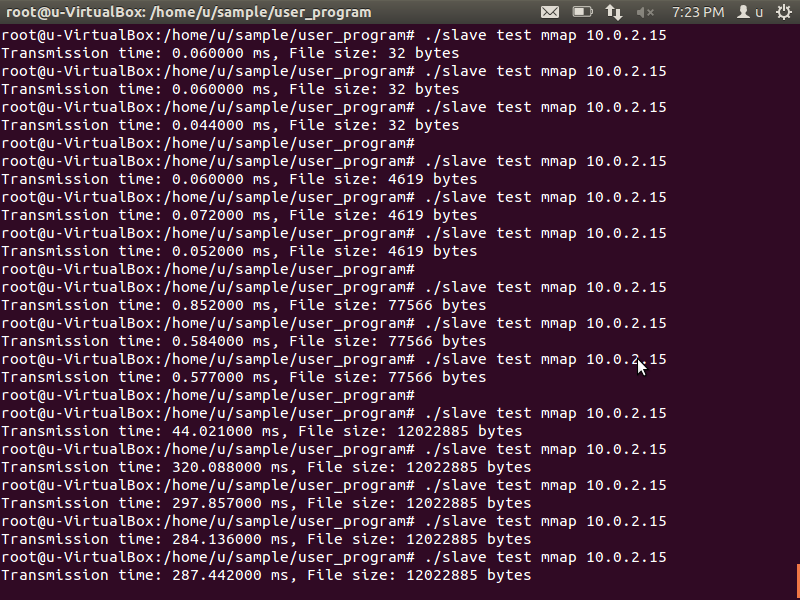 root@u-VirtualBox: /home/u/sample/user_program 7:23 PM u
root@u-VirtualBox:/home/u/sample/user_program# ./slave test mmap 10.0.2.15
Transmission time: 0.060000 ms, File size: 32 bytes
root@u-VirtualBox:/home/u/sample/user_program# ./slave test mmap 10.0.2.15
Transmission time: 0.060000 ms, File size: 32 bytes
root@u-VirtualBox:/home/u/sample/user_program# ./slave test mmap 10.0.2.15
Transmission time: 0.044000 ms, File size: 32 bytes
root@u-VirtualBox:/home/u/sample/user_program#
root@u-VirtualBox:/home/u/sample/user_program# ./slave test mmap 10.0.2.15
Transmission time: 0.060000 ms, File size: 4619 bytes
root@u-VirtualBox:/home/u/sample/user_program# ./slave test mmap 10.0.2.15
Transmission time: 0.072000 ms, File size: 4619 bytes
root@u-VirtualBox:/home/u/sample/user_program# ./slave test mmap 10.0.2.15
Transmission time: 0.052000 ms, File size: 4619 bytes
root@u-VirtualBox:/home/u/sample/user_program#
root@u-VirtualBox:/home/u/sample/user_program# ./slave test mmap 10.0.2.15
Transmission time: 0.852000 ms, File size: 77566 bytes
root@u-VirtualBox:/home/u/sample/user_program# ./slave test mmap 10.0.2.15
Transmission time: 0.584000 ms, File size: 77566 bytes
root@u-VirtualBox:/home/u/sample/user_program# ./slave test mmap 10.0.2.15
Transmission time: 0.577000 ms, File size: 77566 bytes
root@u-VirtualBox:/home/u/sample/user_program#
root@u-VirtualBox:/home/u/sample/user_program# ./slave test mmap 10.0.2.15
Transmission time: 44.021000 ms, File size: 12022885 bytes
root@u-VirtualBox:/home/u/sample/user_program# ./slave test mmap 10.0.2.15
Transmission time: 320.088000 ms, File size: 12022885 bytes
root@u-VirtualBox:/home/u/sample/user_program# ./slave test mmap 10.0.2.15
Transmission time: 297.857000 ms, File size: 12022885 bytes
root@u-VirtualBox:/home/u/sample/user_program# ./slave test mmap 10.0.2.15
Transmission time: 284.136000 ms, File size: 12022885 bytes
root@u-VirtualBox:/home/u/sample/user_program# ./slave test mmap 10.0.2.15
Transmission time: 287.442000 ms, File size: 12022885 bytes